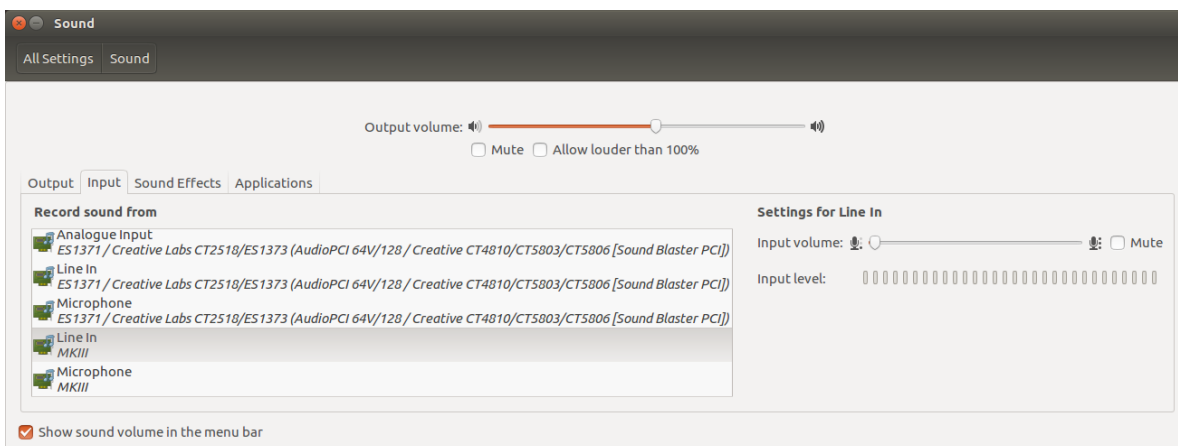 Sound
All Settings Sound
Output volume:
Mute Allow louder than 100%
Output Input Sound Effects Applications
Record sound from
Analogue Input
ES1371 / Creative Labs CT2518/ES1373 (AudioPCI 64V/128 / Creative CT4810/CT5803/CT5806 [Sound Blaster PCI])
Line In
ES1371 / Creative Labs CT2518/ES1373 (AudioPCI 64V/128 / Creative CT4810/CT5803/CT5806 [Sound Blaster PCI])
Microphone
ES1371 / Creative Labs CT2518/ES1373 (AudioPCI 64V/128 / Creative CT4810/CT5803/CT5806 [Sound Blaster PCI])
Line In
MKIII
Microphone
MKIII
Settings for Line In
Input volume: Mute
Input level:
Show sound volume in the menu bar